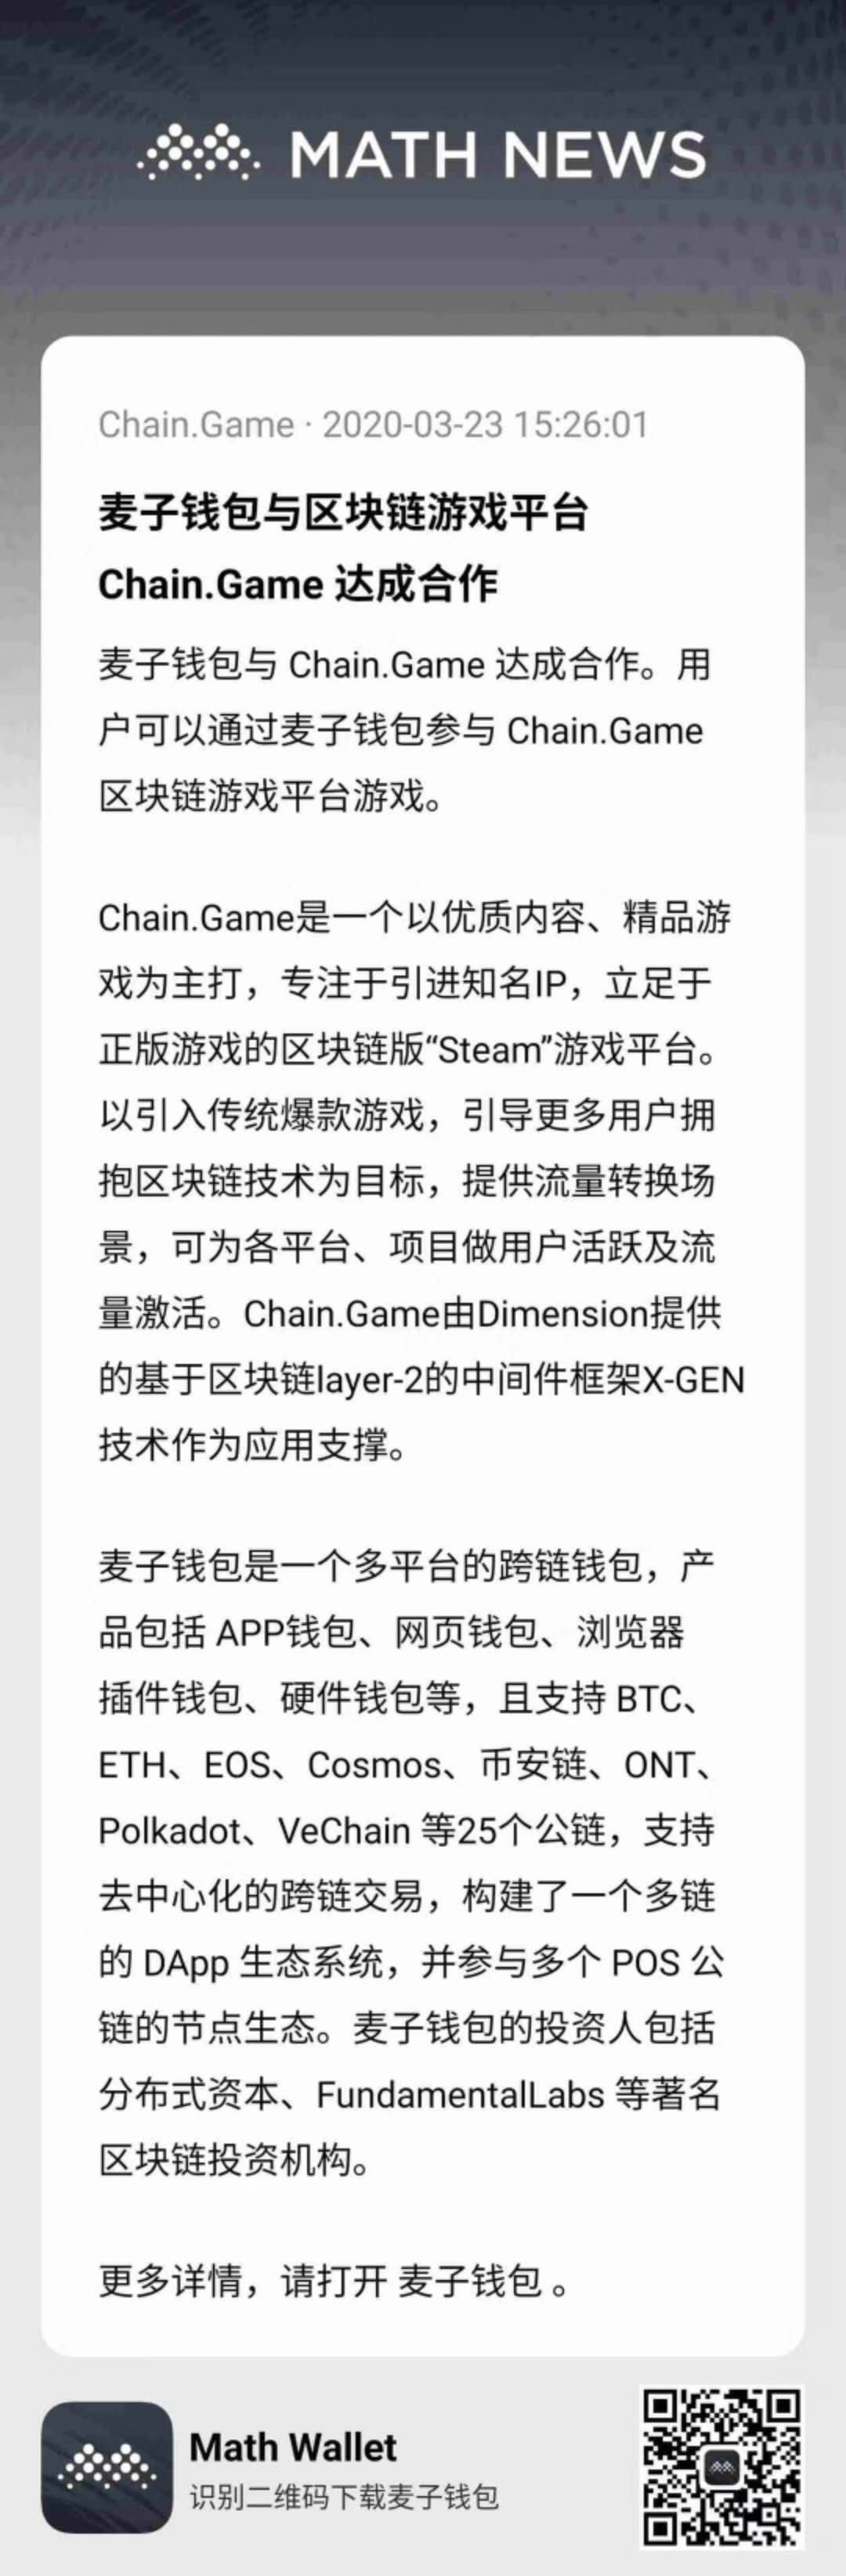 MATH NEWS
Chain.Game · 2020-03-23 15:26:01
麦子钱包与区块链游戏平台
Chain.Game 达成合作
麦子钱包与 Chain.Game 达成合作。用
户可以通过麦子钱包参与 Chain.Game
区块链游戏平台游戏。
Chain.Game是一个以优质内容、精品游
戏为主打，专注于引进知名IP，立足于
正版游戏的区块链版“Steam”游戏平台。
以引入传统爆款游戏，引导更多用户拥
抱区块链技术为目标，提供流量转换场
景，可为各平台、项目做用户活跃及流
量激活。Chain.Game由Dimension提供
的基于区块链layer-2的中间件框架X-GEN
技术作为应用支撑。
麦子钱包是一个多平台的跨链钱包，产
品包括 APP钱包、网页钱包、浏览器
插件钱包、硬件钱包等，且支持 BTC、
ETH、EOS、Cosmos、币安链、ONT、
Polkadot、VeChain 等25个公链，支持
去中心化的跨链交易，构建了一个多链
的 DApp 生态系统，并参与多个 POS 公
链的节点生态。麦子钱包的投资人包括
分布式资本、FundamentalLabs 等著名
区块链投资机构。
更多详情，请打开 麦子钱包 。
Math Wallet
识别二维码下载麦子钱包